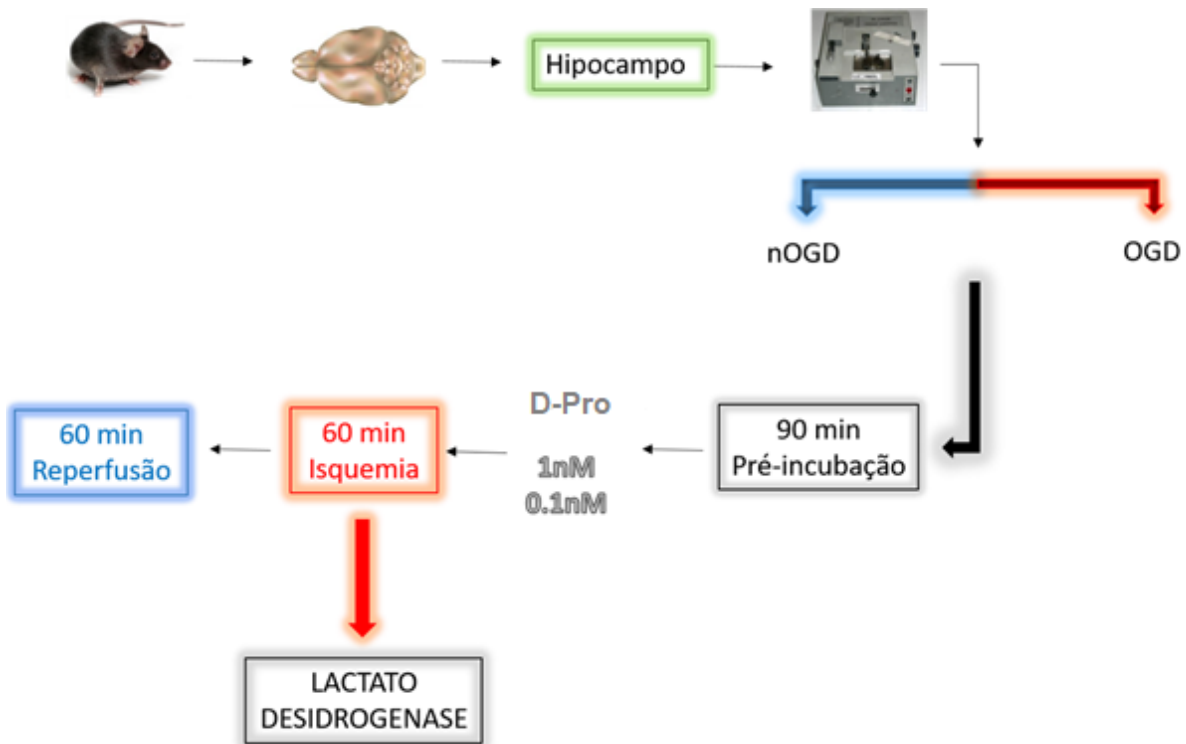 Hipocampo
nOGD
OGD
90 min
Pré-incubação
D-Pro
1nM
0.1nM
60 min
Isquemia
60 min
Reperfusão
LACTATO
DESIDROGENASE